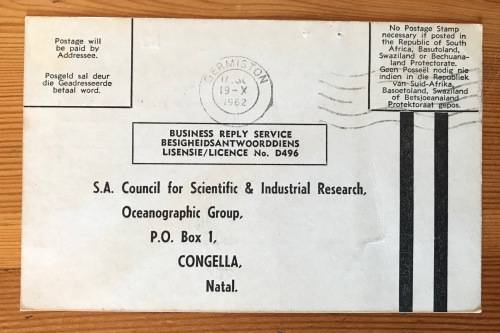 Postage will
be paid by
Addressee.
Posgeld sal deur
die Geadresseerde
betaal word.
GERMISTON
19-X
1962
No Postage Stamp
necessary if posted in
the Republic of South
Africa, Basutoland,
Swaziland or Bechuana-
land Protectorate.
Geen Posseël nodig nie
indien in die Republiek
van Suid-Afrika,
Basoetoland, Swaziland
of Betsjoeanaland
Protektoraat gepos.
BUSINESS REPLY SERVICE
BESIGHEIDSANTWOORDDIENS
LISENSIE/LICENCE No. D496
S.A. Council for Scientific & Industrial Research,
Oceanographic Group,
P.O. Box 1,
CONGELLA,
Natal.